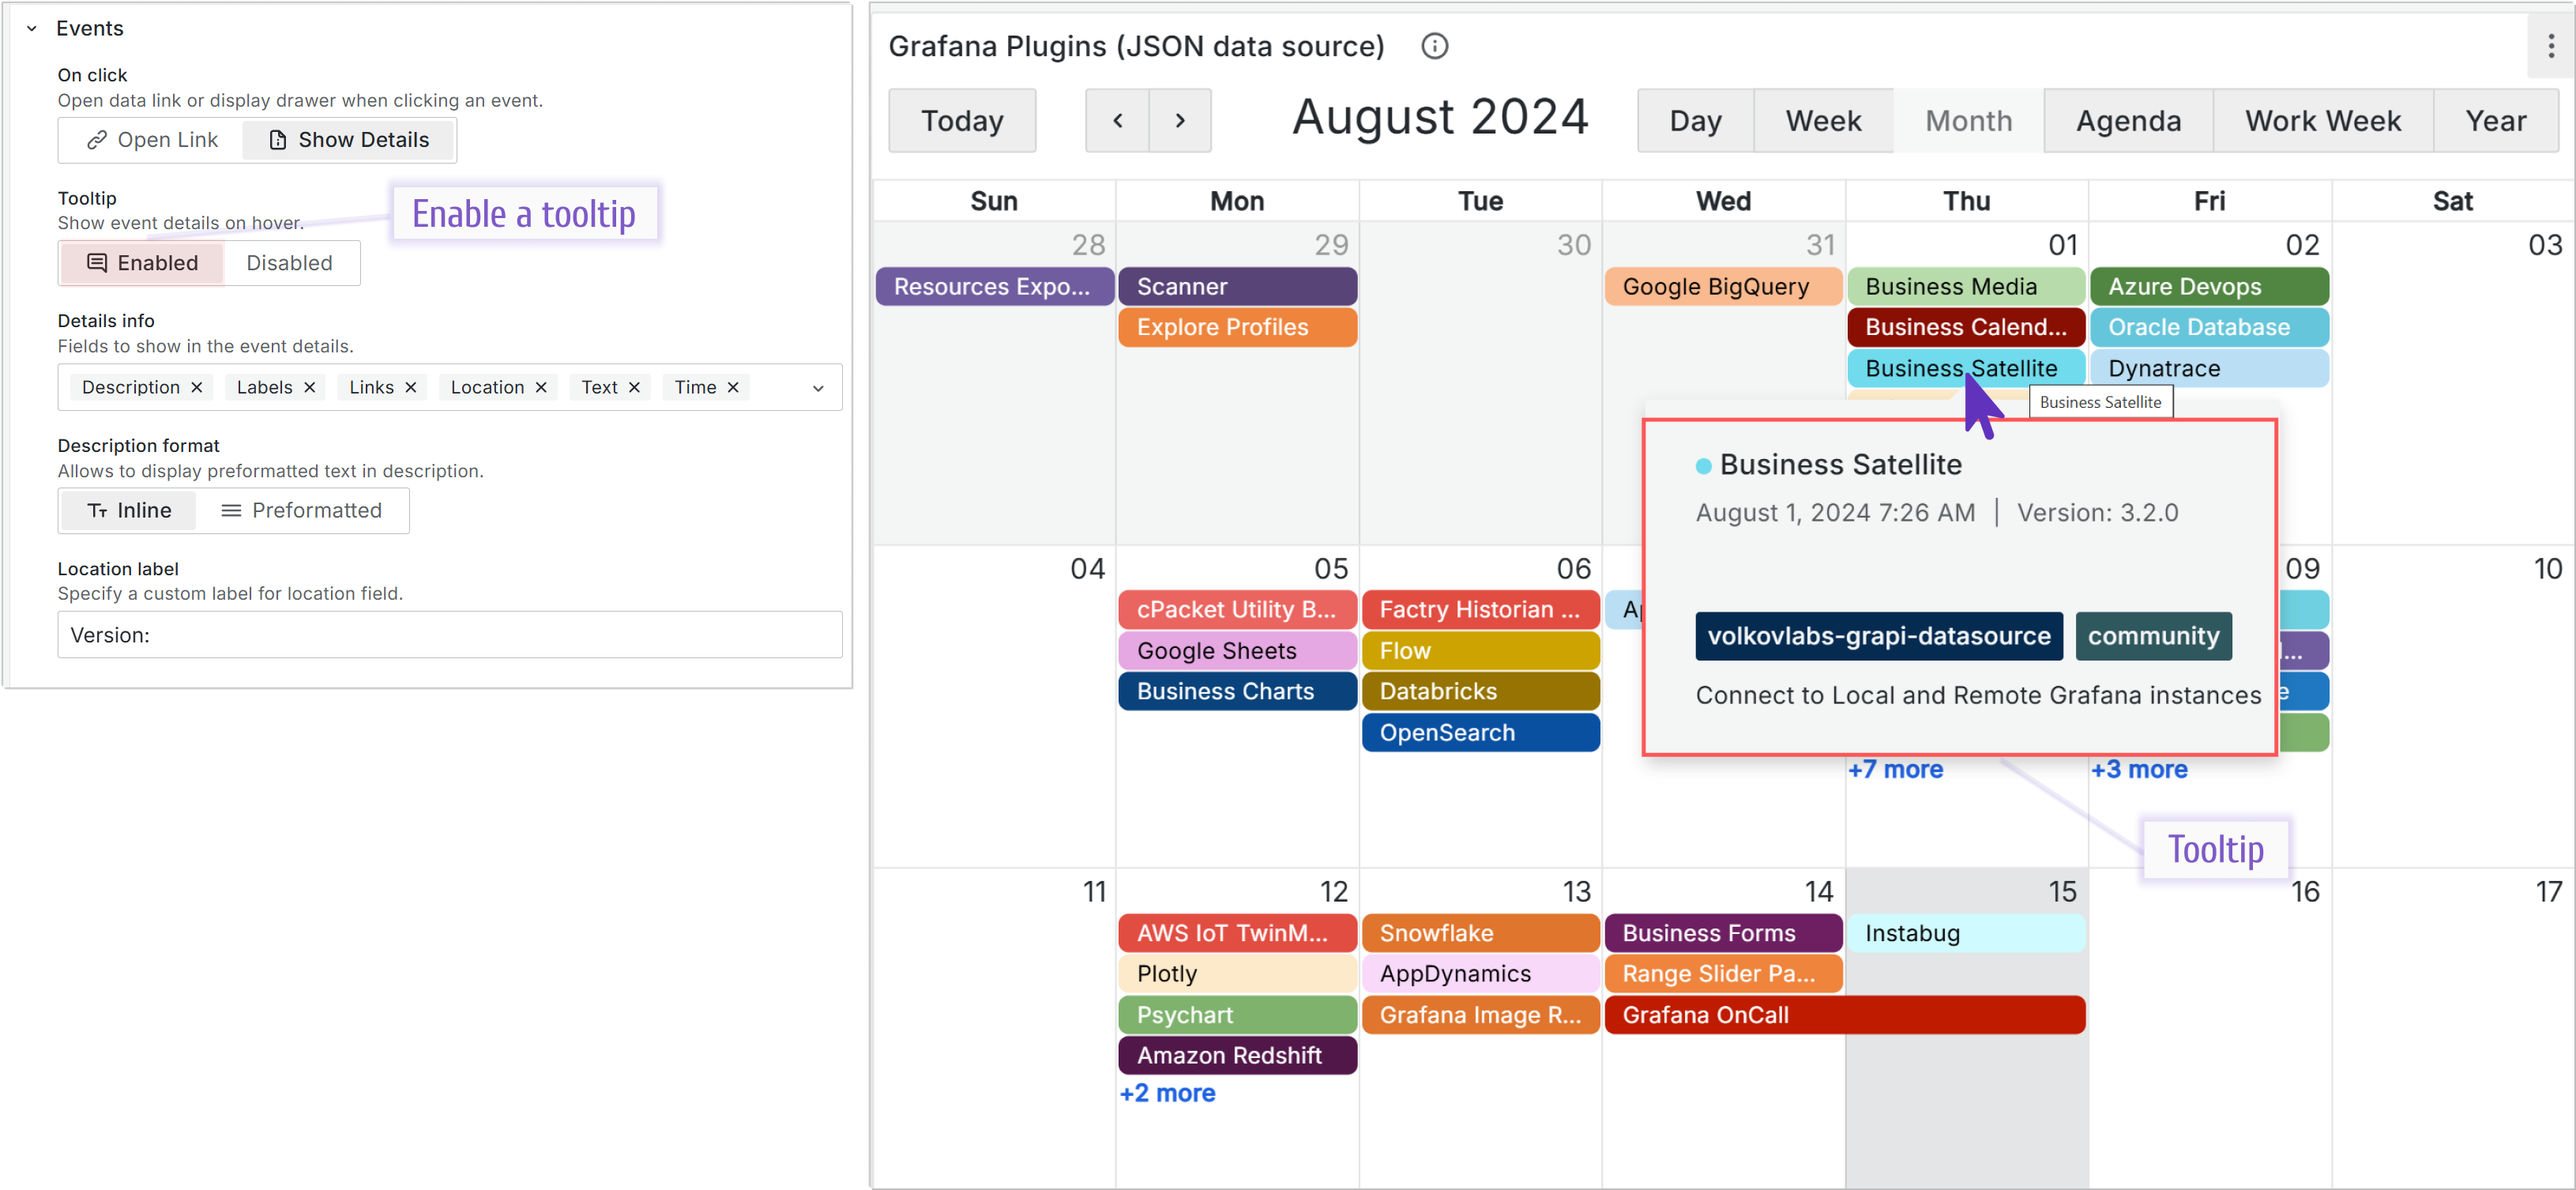 Events
On click
Open data link or display drawer when clicking an event.
Open Link Show Details
Tooltip
Show event details on hover.
Enable a tooltip
Enabled Disabled
Details info
Fields to show in the event details.
Description Labels Links Location Text Time
Description format
Allows to display preformatted text in description.
Inline Preformatted
Location label
Specify a custom label for location field.
Version:
Grafana Plugins (JSON data source)
Today August 2024 Day Week Month Agenda Work Week Year
Sun Mon Tue Wed Thu Fri Sat
28 29 30 31 01 02 03
Resources Expo... Scanner Google BigQuery Business Media Azure Devops
Explore Profiles Business Calend... Oracle Database
Business Satellite Dynatrace
Business Satellite
Business Satellite
August 1, 2024 7:26 AM | Version: 3.2.0
volkovlabs-grapi-datasource community
Connect to Local and Remote Grafana instances
04 05 06 09 10
cPacket Utility B... Factry Historian ...
Google Sheets Flow
Business Charts Databricks
OpenSearch
+7 more +3 more
Tooltip
11 12 13 14 15 16 17
AWS IoT TwinM... Snowflake Business Forms Instabug
Plotly AppDynamics Range Slider Pa...
Psychart Grafana Image R... Grafana OnCall
Amazon Redshift
+2 more